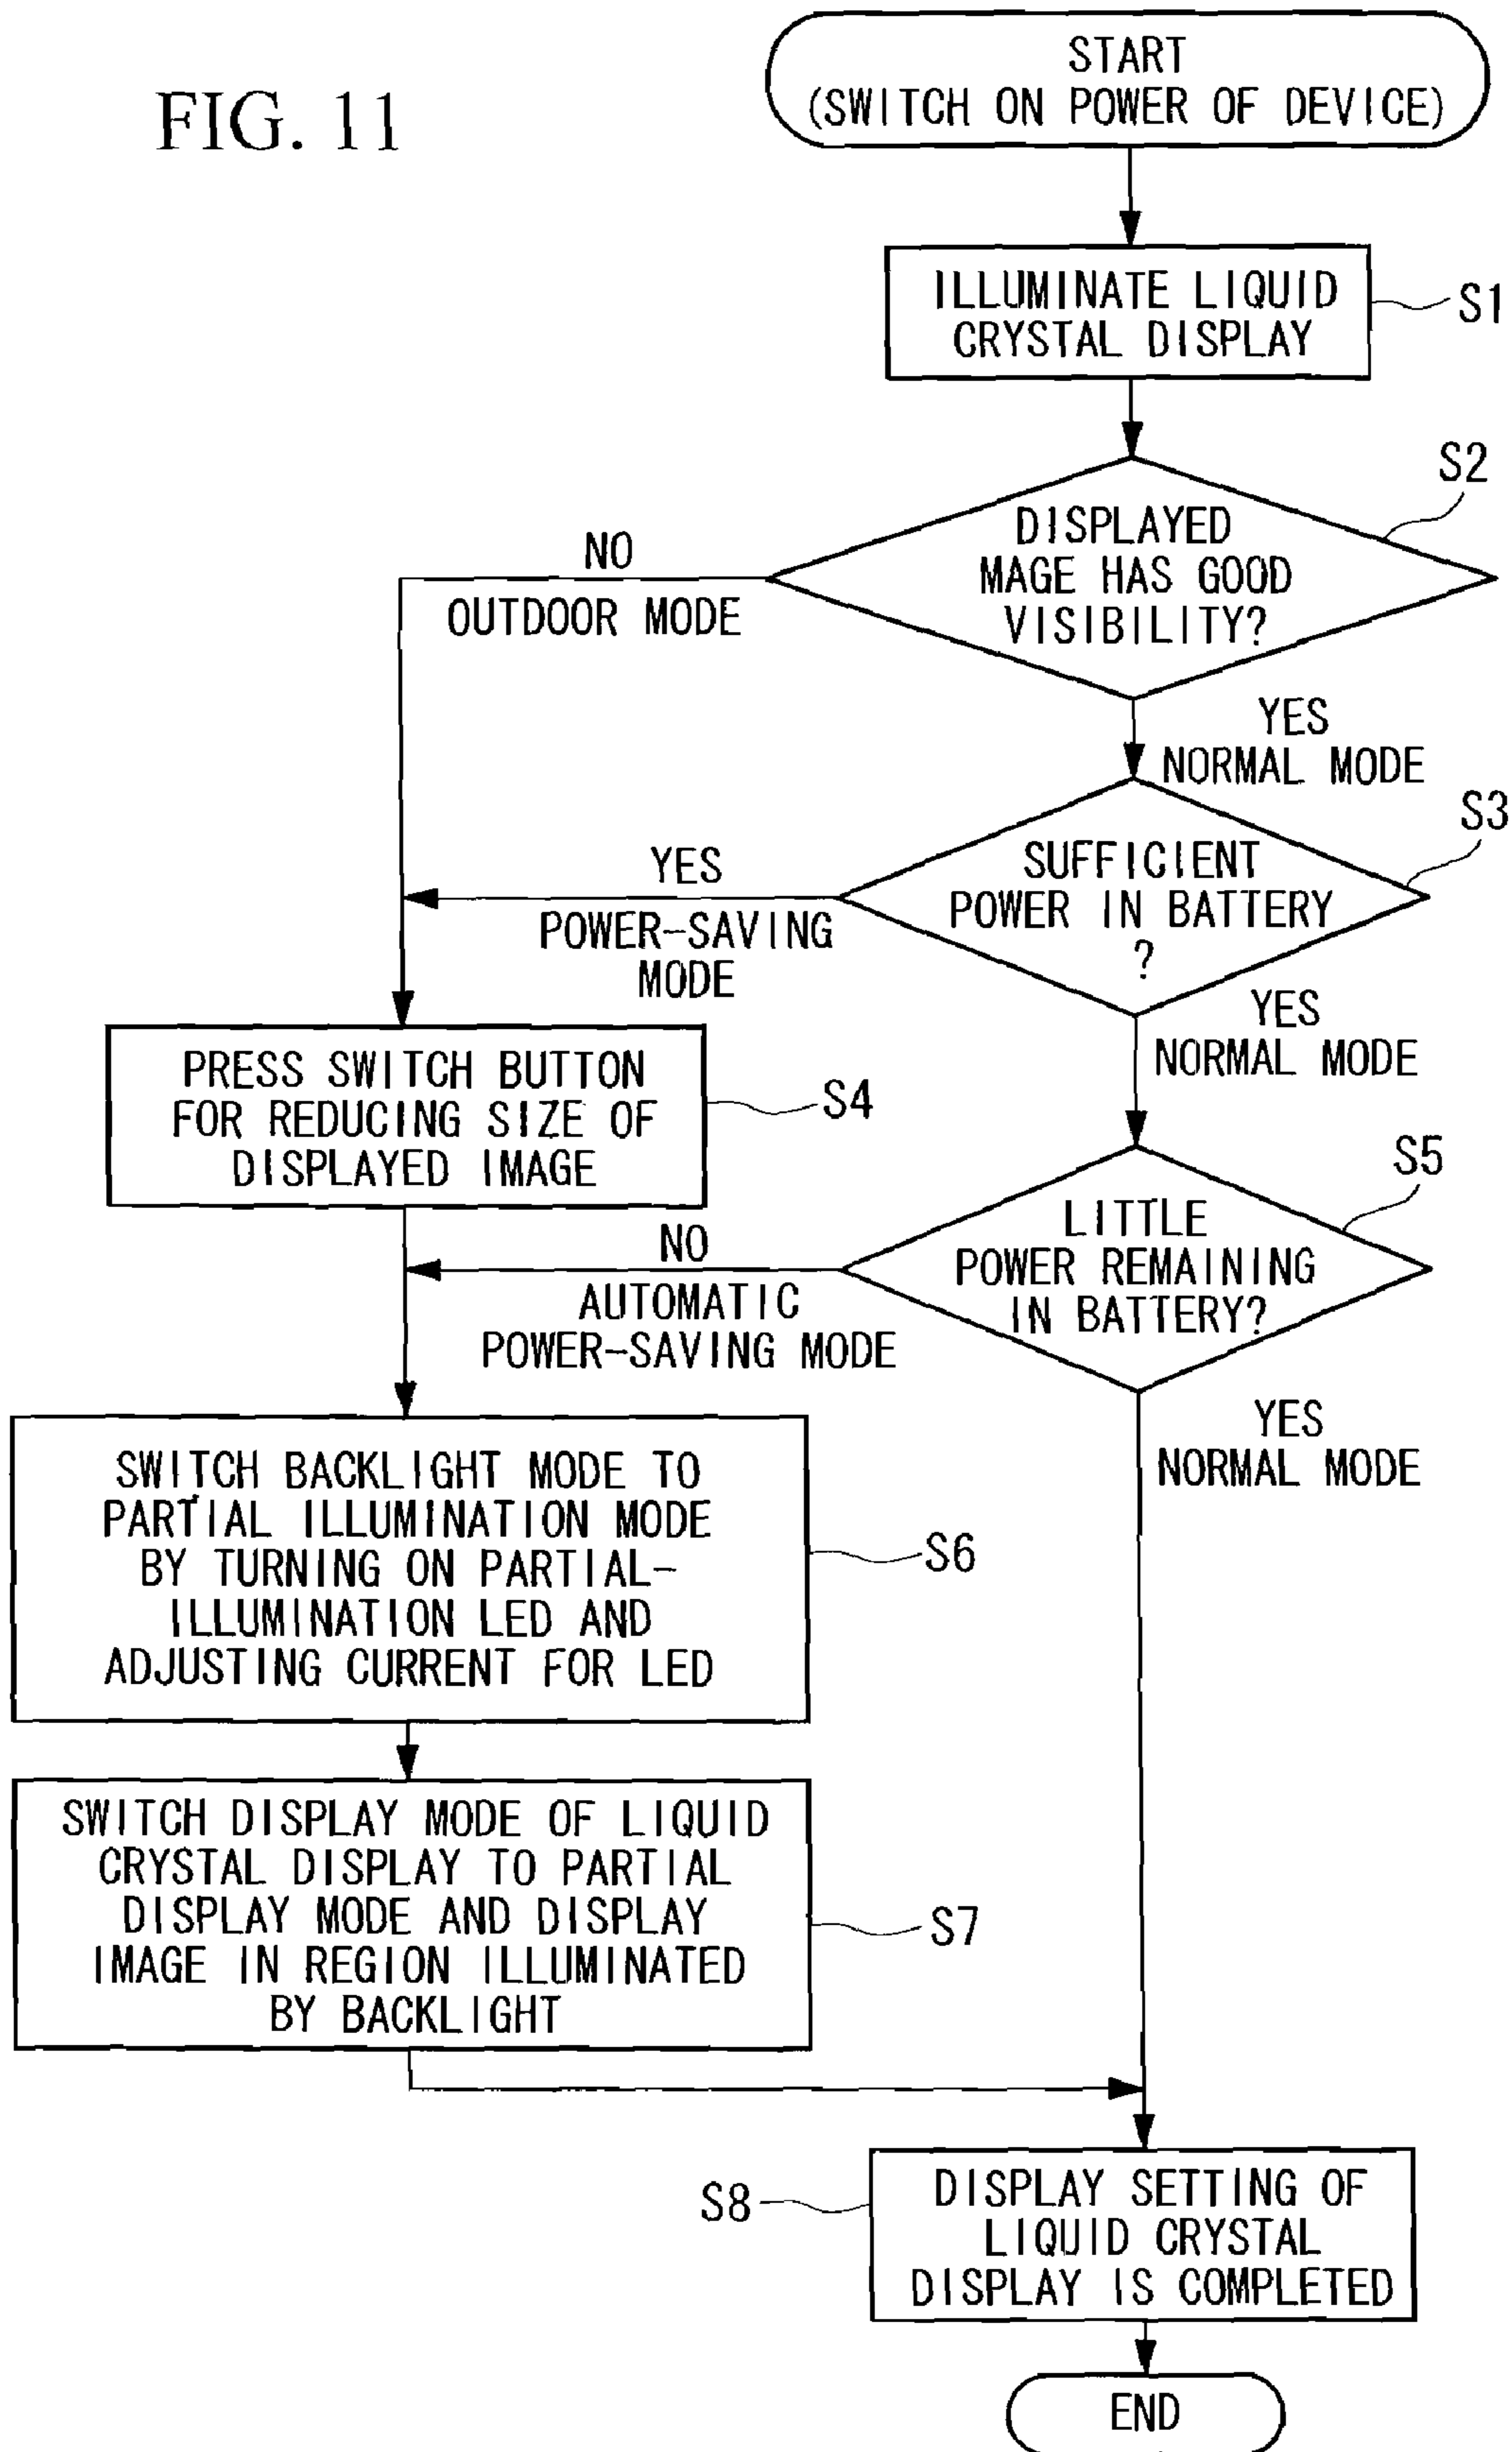 FIG. 11
START
(SWITCH ON POWER OF DEVICE)
ILLUMINATE LIQUID
CRYSTAL DISPLAY
S1
S2
DISPLAYED
MAGE HAS GOOD
VISIBILITY?
NO
OUTDOOR MODE
YES
NORMAL MODE
S3
SUFFICIENT
POWER IN BATTERY
?
YES
POWER-SAVING
MODE
YES
NORMAL MODE
PRESS SWITCH BUTTON
FOR REDUCING SIZE OF
DISPLAYED IMAGE
S4
S5
LITTLE
POWER REMAINING
IN BATTERY?
NO
AUTOMATIC
POWER-SAVING MODE
YES
NORMAL MODE
SWITCH BACKLIGHT MODE TO
PARTIAL ILLUMINATION MODE
BY TURNING ON PARTIAL-
ILLUMINATION LED AND
ADJUSTING CURRENT FOR LED
S6
SWITCH DISPLAY MODE OF LIQUID
CRYSTAL DISPLAY TO PARTIAL
DISPLAY MODE AND DISPLAY
IMAGE IN REGION ILLUMINATED
BY BACKLIGHT
S7
S8
DISPLAY SETTING OF
LIQUID CRYSTAL
DISPLAY IS COMPLETED
END